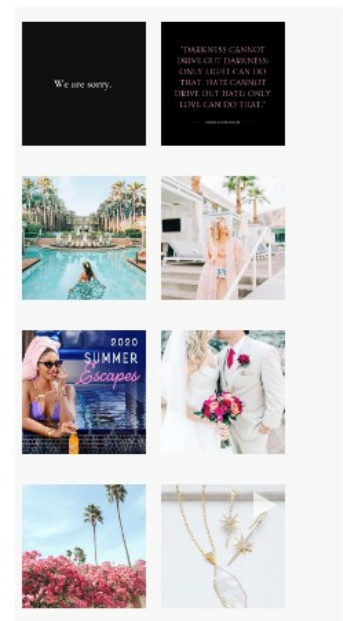 We are sorry.
"DARKNESS CANNOT
DRIVE OUT DARKNESS;
ONLY LIGHT CAN DO
THAT. HATE CANNOT
DRIVE OUT HATE; ONLY
LOVE CAN DO THAT."
2020
SUMMER
Escapes